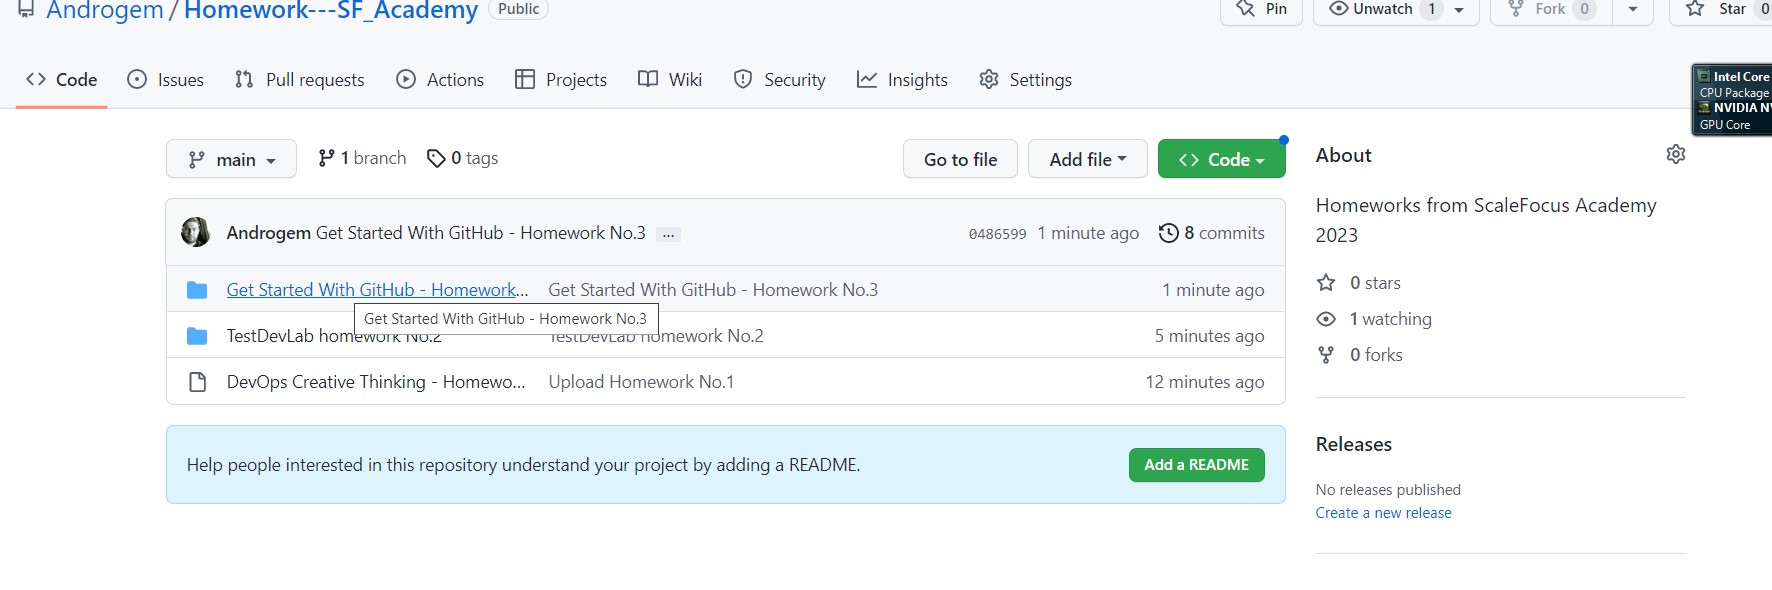 Androgem / Homework---SF_Academy Public
Pin Unwatch 1 Fork 0 Star 0
Code Issues Pull requests Actions Projects Wiki Security Insights Settings
Intel Core
CPU Package
NVIDIA NV
GPU Core
main 1 branch 0 tags Go to file Add file Code
Androgem Get Started With GitHub - Homework No.3 ... 0486599 1 minute ago 8 commits
Get Started With GitHub - Homework... Get Started With GitHub - Homework No.3 1 minute ago
Get Started With GitHub - Homework No.3
TestDevLab homework No.2 TestDevLab homework No.2 5 minutes ago
DevOps Creative Thinking - Homewo... Upload Homework No.1 12 minutes ago
Help people interested in this repository understand your project by adding a README. Add a README
About
Homeworks from ScaleFocus Academy
2023
0 stars
1 watching
0 forks
Releases
No releases published
Create a new release